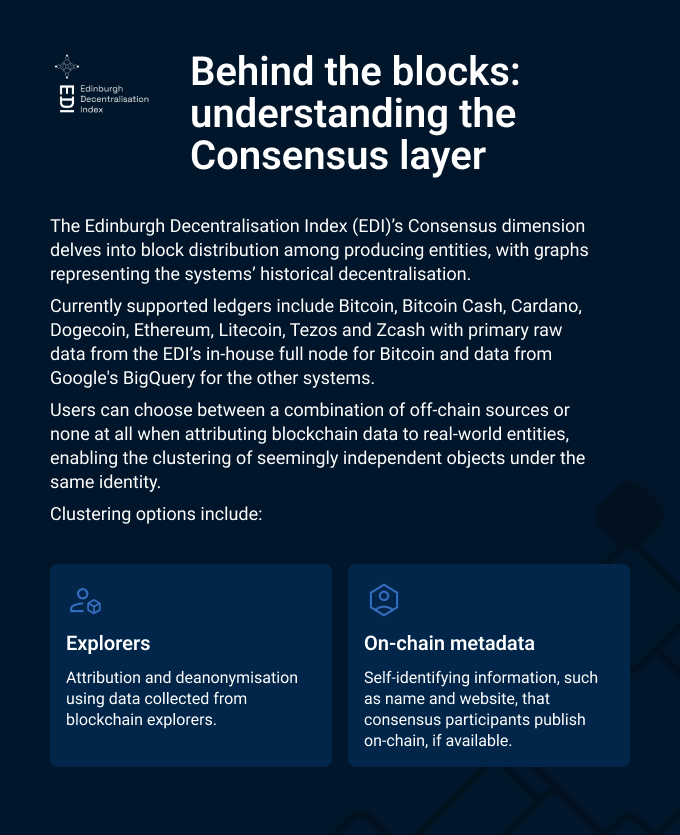 EDI
Edinburgh
Decentralisation
Index
Behind the blocks:
understanding the
Consensus layer
The Edinburgh Decentralisation Index (EDI)’s Consensus dimension
delves into block distribution among producing entities, with graphs
representing the systems’ historical decentralisation.
Currently supported ledgers include Bitcoin, Bitcoin Cash, Cardano,
Dogecoin, Ethereum, Litecoin, Tezos and Zcash with primary raw
data from the EDI’s in-house full node for Bitcoin and data from
Google's BigQuery for the other systems.
Users can choose between a combination of off-chain sources or
none at all when attributing blockchain data to real-world entities,
enabling the clustering of seemingly independent objects under the
same identity.
Clustering options include:
Explorers
Attribution and deanonymisation
using data collected from
blockchain explorers.
On-chain metadata
Self-identifying information, such
as name and website, that
consensus participants publish
on-chain, if available.